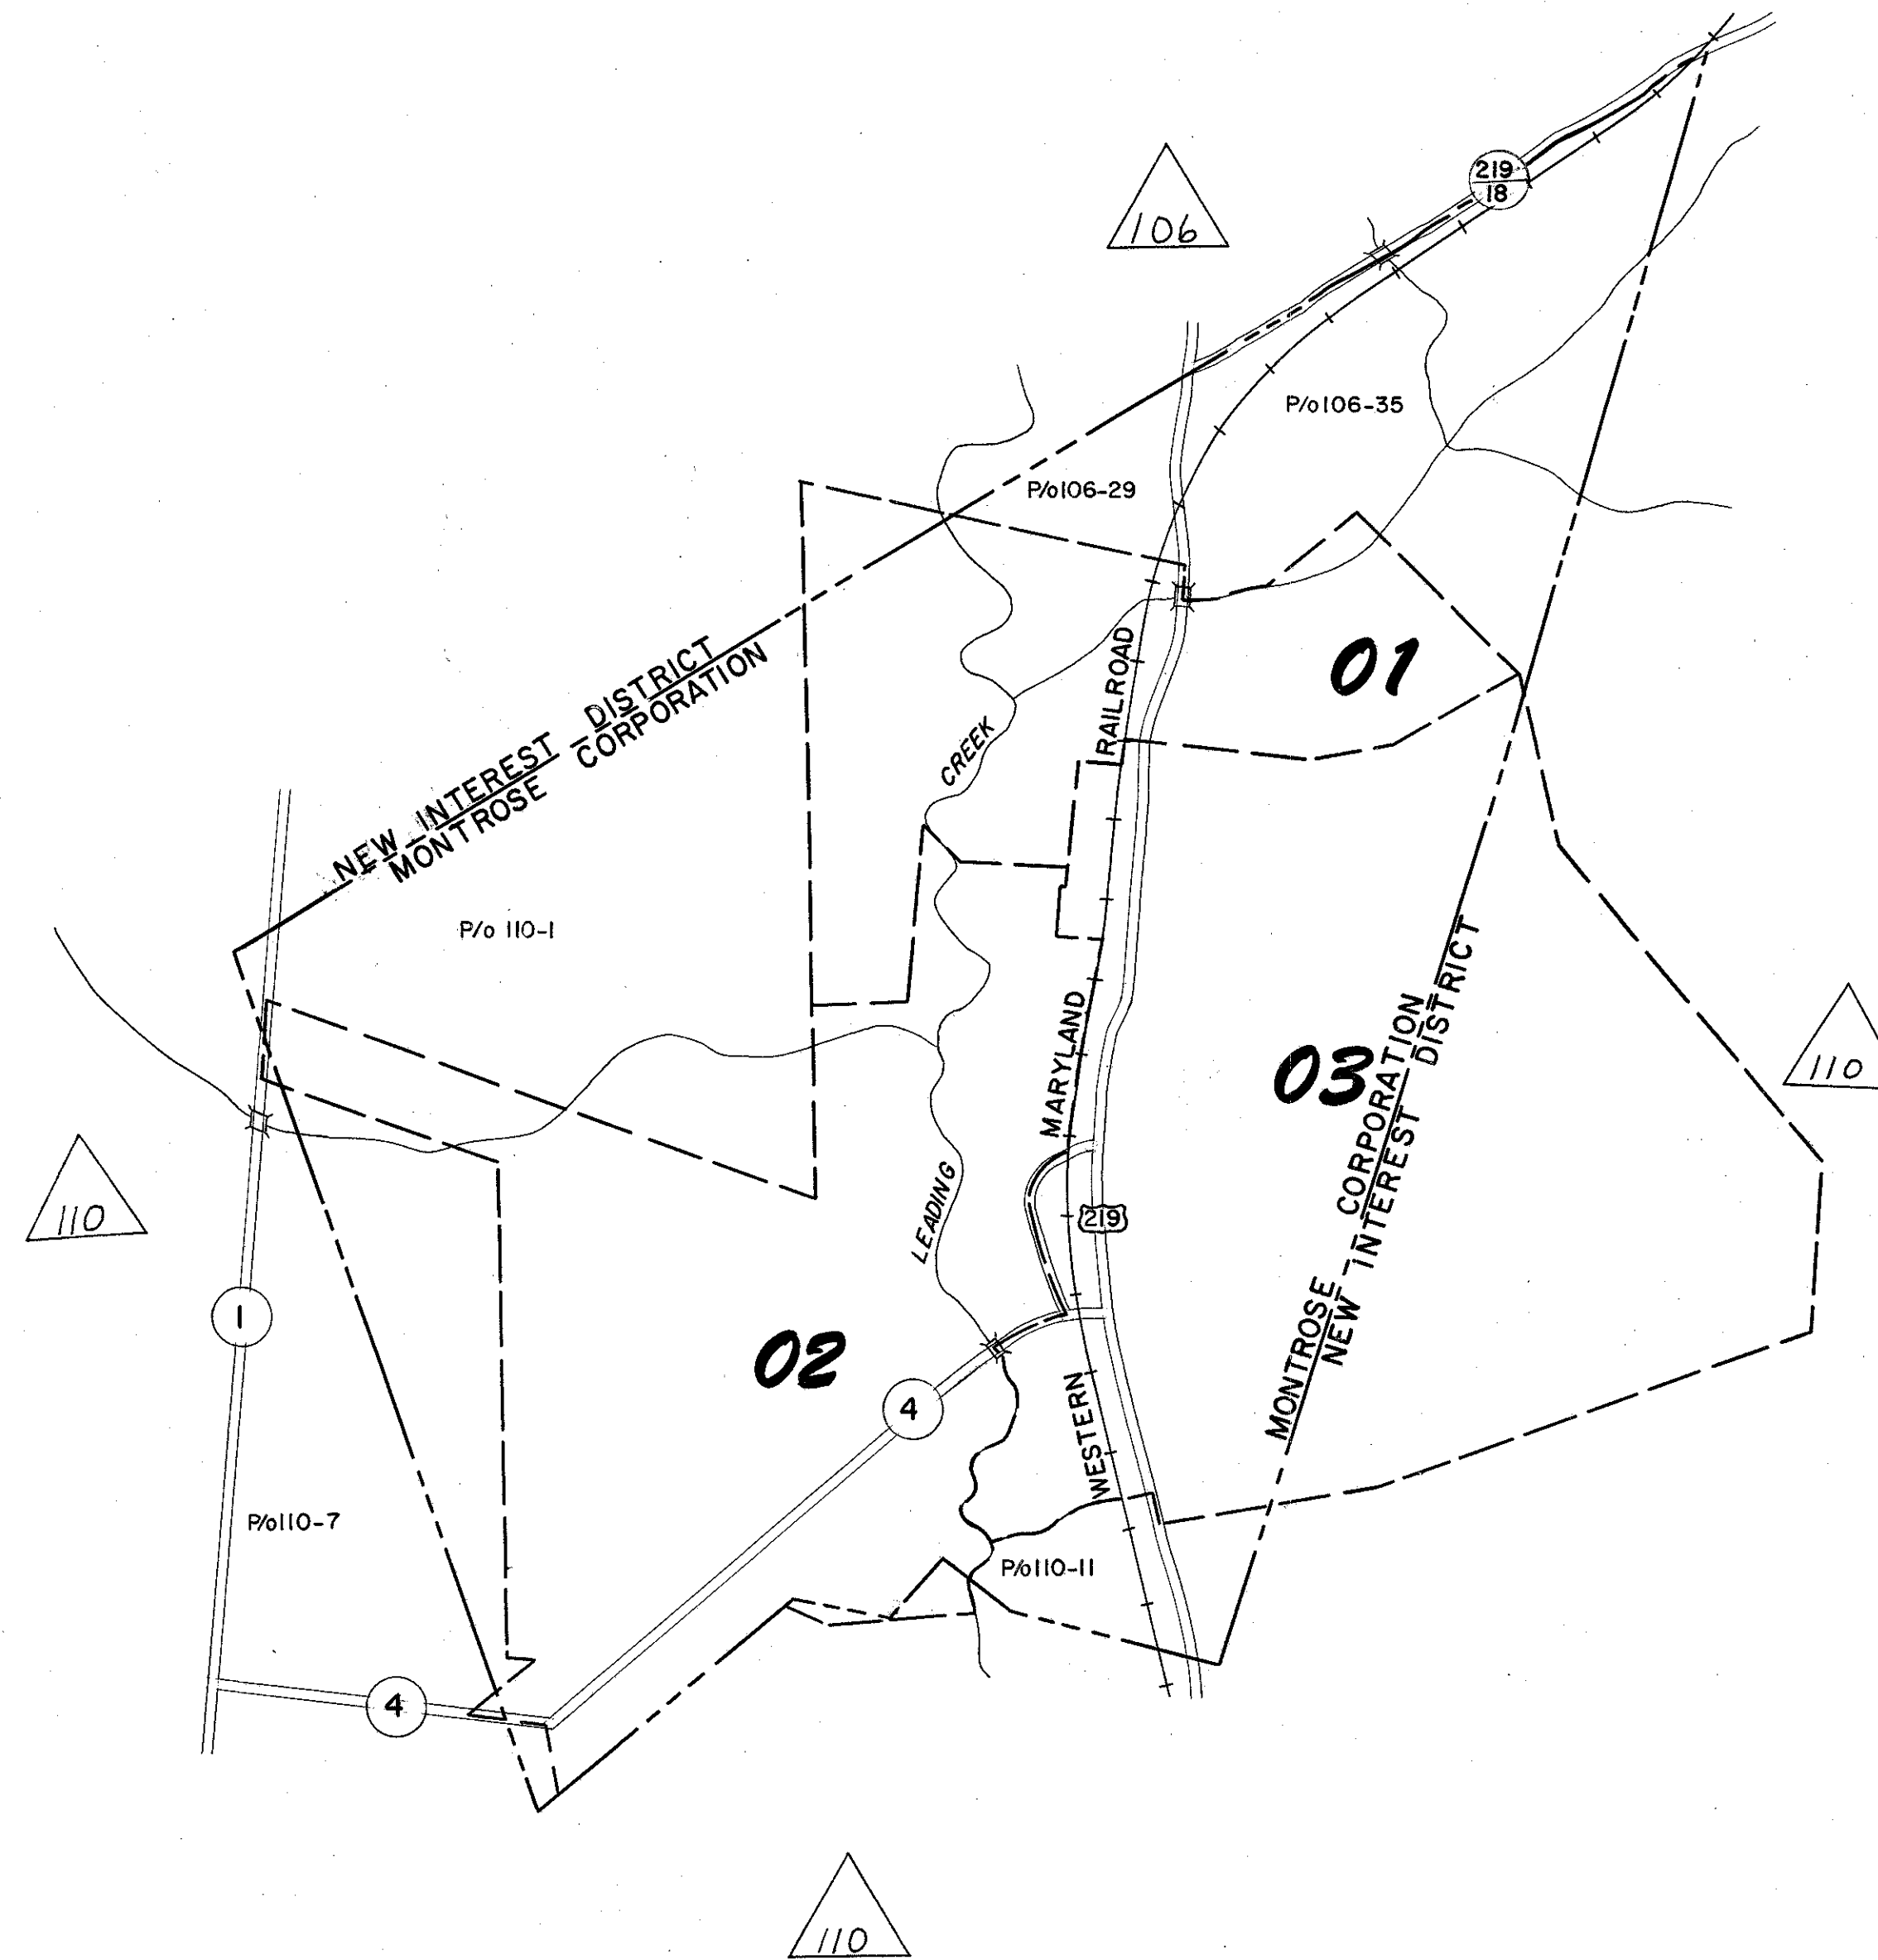 219
18
106
P/o106-35
P/o106-29
01
RAILROAD
NEW INTEREST DISTRICT
MONTROSE CORPORATION
CREEK
P/o 110-1
MARYLAND
03
110
110
LEADING
219
MONTROSE CORPORATION
NEW INTEREST DISTRICT
1
02
4
WESTERN
P/o110-7
P/o110-11
4
110